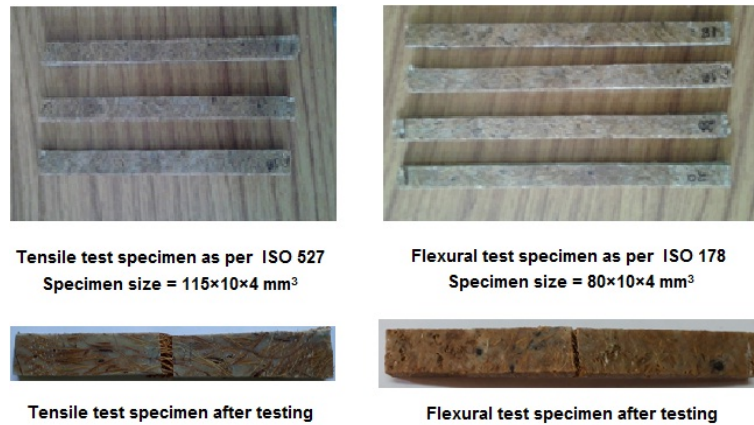 Tensile test specimen as per ISO 527
Specimen size = 115×10×4 mm³
Flexural test specimen as per ISO 178
Specimen size = 80×10×4 mm³
Tensile test specimen after testing
Flexural test specimen after testing